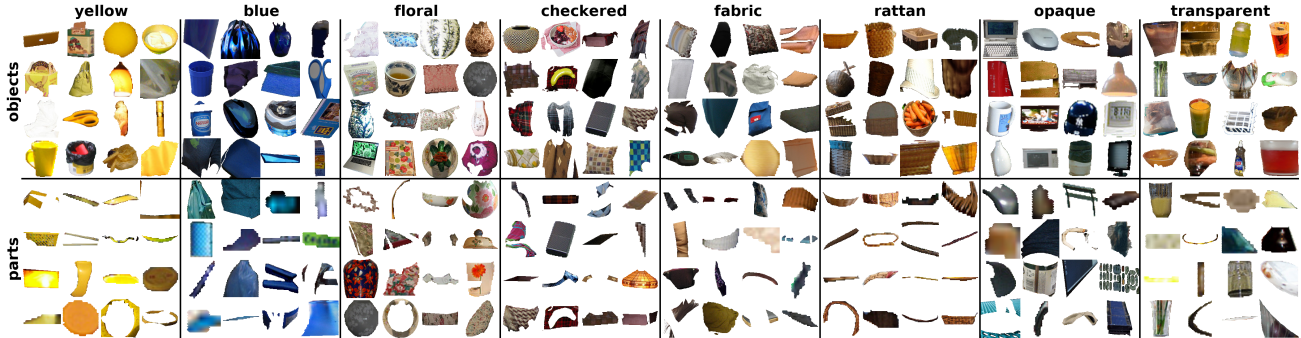 yellow blue floral checkered fabric rattan opaque transparent
objects
parts